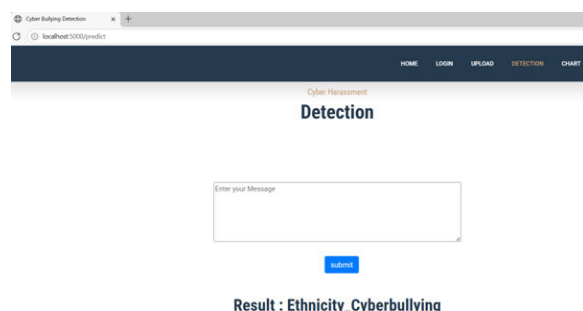 Cyber Bullying Detection
localhost:5000/predict
HOME LOGIN UPLOAD DETECTION CHART
Cyber Harassment
Detection
Enter your Message
submit
Result : Ethnicity_Cyberbullying